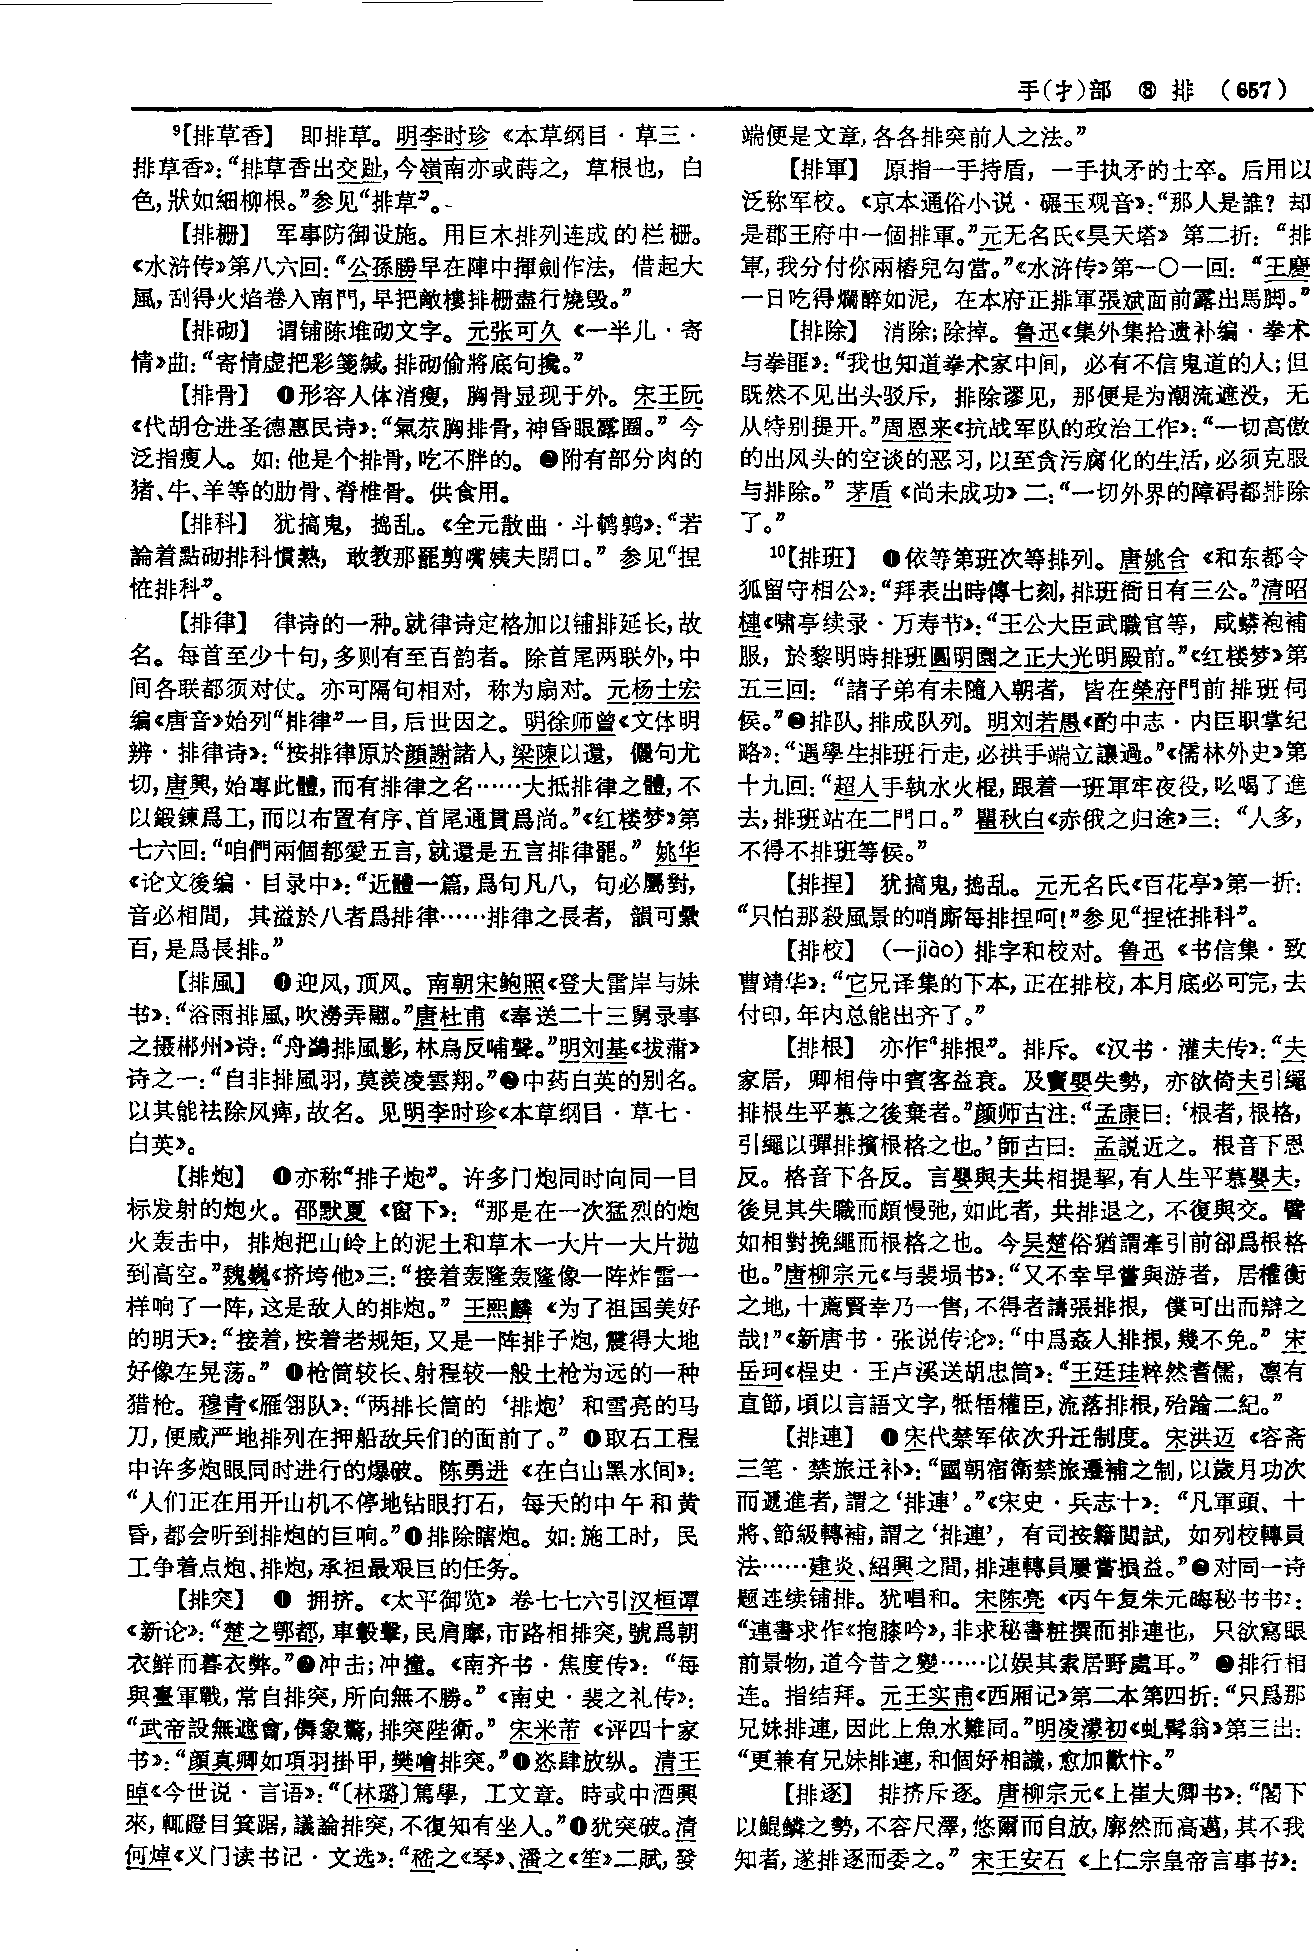 手(扌)部 ⑧ 排 (657)
⁹【排草香】 即排草。明李时珍《本草纲目·草三·
排草香》：“排草香出交趾，今嶺南亦或蒔之，草根也，白
色，狀如細柳根。”参见“排草”。
【排栅】 军事防御设施。用巨木排列连成的栏栅。
《水浒传》第八六回：“公孫勝早在陣中揮劍作法，借起大
風，刮得火焰卷入南門，早把敵樓排栅盡行燒毁。”
【排砌】 谓铺陈堆砌文字。元张可久《一半儿·寄
情》曲：“寄情虚把彩箋緘，排砌偷將底句攙。”
【排骨】 ❶形容人体消瘦，胸骨显现于外。宋王阮
《代胡仓进圣德惠民诗》：“氣苶胸排骨，神昏眼露圈。”今
泛指瘦人。如：他是个排骨，吃不胖的。❷附有部分肉的
猪、牛、羊等的肋骨、脊椎骨。供食用。
【排科】 犹搞鬼，捣乱。《全元散曲·斗鹌鹑》：“若
論着點砌排科慣熟，敢教那罷剪嘴姨夫閉口。”参见“捏
恠排科”。
【排律】 律诗的一种。就律诗定格加以铺排延长，故
名。每首至少十句，多则有至百韵者。除首尾两联外，中
间各联都须对仗。亦可隔句相对，称为扇对。元杨士宏
编《唐音》始列“排律”一目，后世因之。明徐师曾《文体明
辨·排律诗》：“按排律原於顔謝諸人，梁陳以還，儷句尤
切，唐興，始專此體，而有排律之名……大抵排律之體，不
以鍛鍊爲工，而以布置有序、首尾通貫爲尚。”《红楼梦》第
七六回：“咱們兩個都愛五言，就還是五言排律罷。”姚华
《论文後编·目录中》：“近體一篇，爲句凡八，句必屬對，
音必相間，其溢於八者爲排律……排律之長者，韻可纍
百，是爲長排。”
【排風】 ❶迎风，顶风。南朝宋鲍照《登大雷岸与妹
书》：“浴雨排風，吹澇弄翮。”唐杜甫《奉送二十三舅录事
之摄郴州》诗：“舟鷁排風影，林烏反哺聲。”明刘基《拔蒲》
诗之一：“自非排風羽，莫羨凌雲翔。”❷中药白英的别名。
以其能祛除风痹，故名。见明李时珍《本草纲目·草七·
白英》。
【排炮】 ❶亦称“排子炮”。许多门炮同时向同一目
标发射的炮火。邵默夏《窗下》：“那是在一次猛烈的炮
火轰击中，排炮把山岭上的泥土和草木一大片一大片抛
到高空。”魏巍《挤垮他》三：“接着轰隆轰隆像一阵炸雷一
样响了一阵，这是敌人的排炮。”王熙麟《为了祖国美好
的明天》：“接着，按着老规矩，又是一阵排子炮，震得大地
好像在晃荡。” ❶枪筒较长、射程较一般土枪为远的一种
猎枪。穆青《雁翎队》：“两排长筒的‘排炮’和雪亮的马
刀，便威严地排列在押船敌兵们的面前了。” ❶取石工程
中许多炮眼同时进行的爆破。陈勇进《在白山黑水间》：
“人们正在用开山机不停地钻眼打石，每天的中午和黄
昏，都会听到排炮的巨响。”❶排除瞎炮。如：施工时，民
工争着点炮、排炮，承担最艰巨的任务。
【排突】 ❶ 拥挤。《太平御览》卷七七六引汉桓谭
《新论》：“楚之鄂都，車轂擊，民肩摩，市路相排突，號爲朝
衣鮮而暮衣弊。”❷冲击；冲撞。《南齐书·焦度传》：“每
與臺軍戰，常自排突，所向無不勝。”《南史·裴之礼传》：
“武帝設無遮會，儛象驚，排突陛衛。”宋米芾《评四十家
书》：“顔真卿如項羽掛甲，樊噲排突。”❶恣肆放纵。清王
晫《今世说·言语》：“〔林璐〕篤學，工文章。時或中酒興
來，輒瞪目箕踞，議論排突，不復知有坐人。”❶犹突破。清
何焯《义门读书记·文选》：“嵇之《琴》、潘之《笙》二賦，發
端便是文章，各各排突前人之法。”
【排軍】 原指一手持盾，一手执矛的士卒。后用以
泛称军校。《京本通俗小说·碾玉观音》：“那人是誰？却
是郡王府中一個排軍。”元无名氏《昊天塔》第二折：“排
軍，我分付你兩樁兒勾當。”《水浒传》第一〇一回：“王慶
一日吃得爛醉如泥，在本府正排軍張斌面前露出馬脚。”
【排除】 消除；除掉。鲁迅《集外集拾遗补编·拳术
与拳匪》：“我也知道拳术家中间，必有不信鬼道的人；但
既然不见出头驳斥，排除谬见，那便是为潮流遮没，无
从特别提开。”周恩来《抗战军队的政治工作》：“一切高傲
的出风头的空谈的恶习，以至贪污腐化的生活，必须克服
与排除。”茅盾《尚未成功》二：“一切外界的障碍都排除
了。”
¹⁰【排班】 ❶依等第班次等排列。唐姚合《和东都令
狐留守相公》：“拜表出時傳七刻，排班衙日有三公。”清昭
槤《啸亭续录·万寿节》：“王公大臣武職官等，咸蟒袍補
服，於黎明時排班圓明園之正大光明殿前。”《红楼梦》第
五三回：“諸子弟有未隨入朝者，皆在榮府門前排班伺
候。”❷排队，排成队列。明刘若愚《酌中志·内臣职掌纪
略》：“遇學生排班行走，必拱手端立讓過。”《儒林外史》第
十九回：“超人手執水火棍，跟着一班軍牢夜役，吆喝了進
去，排班站在二門口。”瞿秋白《赤俄之归途》三：“人多，
不得不排班等候。”
【排捏】 犹搞鬼，捣乱。元无名氏《百花亭》第一折：
“只怕那殺風景的哨厮每排捏呵！”参见“捏恠排科”。
【排校】 (—jiào) 排字和校对。鲁迅《书信集·致
曹靖华》：“它兄译集的下本，正在排校，本月底必可完，去
付印，年内总能出齐了。”
【排根】 亦作“排拫”。排斥。《汉书·灌夫传》：“夫
家居，卿相侍中賓客益衰。及竇嬰失勢，亦欲倚夫引繩
排根生平慕之後棄者。”颜师古注：“孟康曰：‘根者，根格，
引繩以彈排擯根格之也。’師古曰：孟説近之。根音下恩
反。格音下各反。言嬰與夫共相提挈，有人生平慕嬰夫，
後見其失職而頗慢弛，如此者，共排退之，不復與交。譬
如相對挽繩而根格之也。今吴楚俗猶謂牽引前卻爲根格
也。”唐柳宗元《与裴埙书》：“又不幸早嘗與游者，居權衡
之地，十薦賢幸乃一售，不得者譸張排拫，僕可出而辯之
哉！”《新唐书·张说传论》：“中爲姦人排拫，幾不免。”宋
岳珂《桯史·王卢溪送胡忠简》：“王廷珪粹然耆儒，凛有
直節，頃以言語文字，牴牾權臣，流落排根，殆踰二紀。”
【排連】 ❶宋代禁军依次升迁制度。宋洪迈《容斋
三笔·禁旅迁补》：“國朝宿衛禁旅遷補之制，以歲月功次
而遞進者，謂之‘排連’。”《宋史·兵志十》：“凡軍頭、十
將、節級轉補，謂之‘排連’，有司按籍閲試，如列校轉員
法……建炎、紹興之間，排連轉員屢嘗損益。”❷对同一诗
题连续铺排。犹唱和。宋陈亮《丙午复朱元晦秘书书》：
“連書求作《抱膝吟》，非求秘書粧撰而排連也，只欲寫眼
前景物，道今昔之變……以娱其索居野處耳。” ❷排行相
连。指结拜。元王实甫《西厢记》第二本第四折：“只爲那
兄妹排連，因此上魚水難同。”明凌濛初《虬髯翁》第三出：
“更兼有兄妹排連，和個好相識，愈加歡忭。”
【排逐】 排挤斥逐。唐柳宗元《上崔大卿书》：“閣下
以鯤鱗之勢，不容尺澤，悠爾而自放，廓然而高邁，其不我
知者，遂排逐而委之。”宋王安石《上仁宗皇帝言事书》：